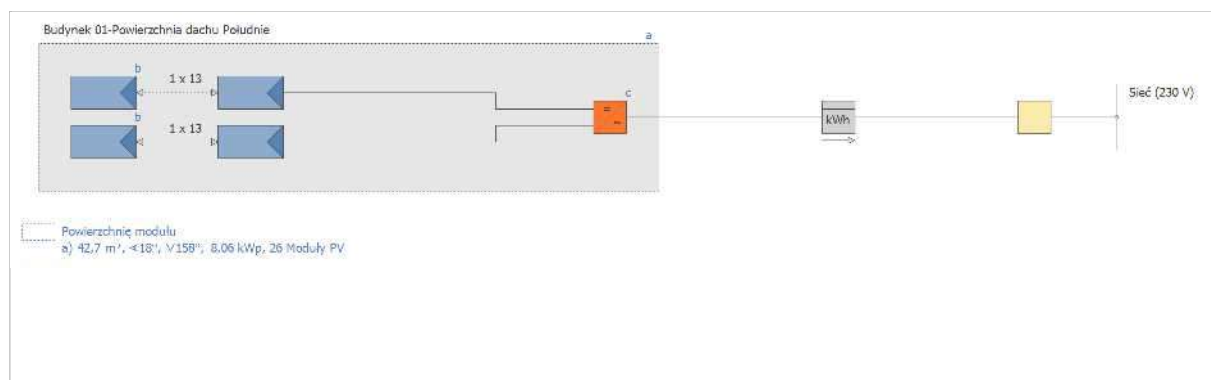 Budynek 01-Powierzchnia dachu Południe
a
b
1 x 13
b
1 x 13
c
=
~
kWh
Sieć (230 V)
Powierzchnię modułu
a) 42,7 m², ∢18°, ∨158°, 8,06 kWp, 26 Moduły PV